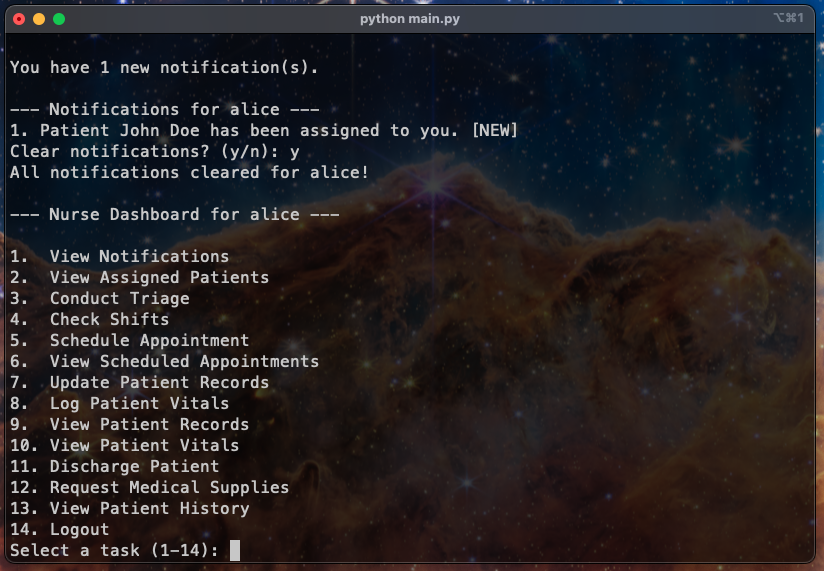 python main.py
⌥⌘1
You have 1 new notification(s).
--- Notifications for alice ---
1. Patient John Doe has been assigned to you. [NEW]
Clear notifications? (y/n): y
All notifications cleared for alice!
--- Nurse Dashboard for alice ---
1.  View Notifications
2.  View Assigned Patients
3.  Conduct Triage
4.  Check Shifts
5.  Schedule Appointment
6.  View Scheduled Appointments
7.  Update Patient Records
8.  Log Patient Vitals
9.  View Patient Records
10. View Patient Vitals
11. Discharge Patient
12. Request Medical Supplies
13. View Patient History
14. Logout
Select a task (1-14):